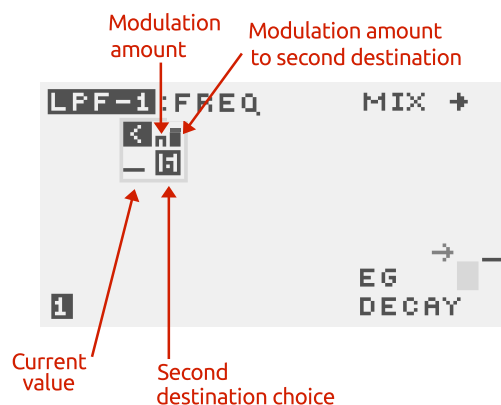 Modulation
amount
Modulation amount
to second destination
LPF-1:FREQ
MIX →
<
G
EG
DECAY
1
Current
value
Second
destination choice